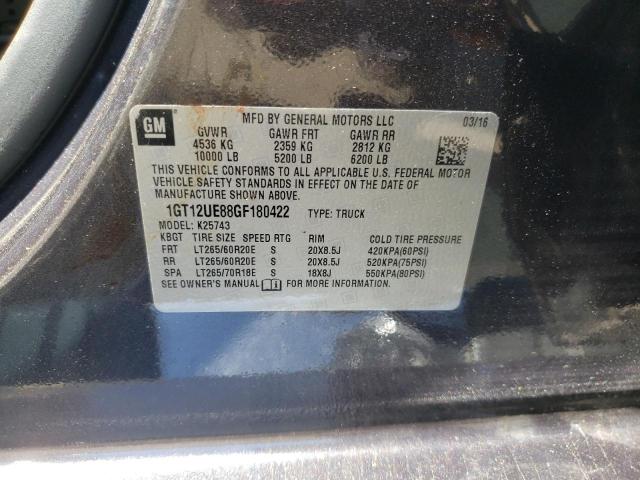 GM
MFD BY GENERAL MOTORS LLC 03/16
GVWR GAWR FRT GAWR RR
4536 KG 2359 KG 2812 KG
10000 LB 5200 LB 6200 LB
THIS VEHICLE CONFORMS TO ALL APPLICABLE U.S. FEDERAL MOTOR
VEHICLE SAFETY STANDARDS IN EFFECT ON THE DATE OF
MANUFACTURE SHOWN ABOVE.
1GT12UE88GF180422 TYPE: TRUCK
MODEL: K25743
KBGT TIRE SIZE SPEED RTG RIM COLD TIRE PRESSURE
FRT LT265/60R20E S 20X8.5J 420KPA(60PSI)
RR LT265/60R20E S 20X8.5J 520KPA(75PSI)
SPA LT265/70R18E S 18X8J 550KPA(80PSI)
SEE OWNER'S MANUAL FOR MORE INFORMATION.